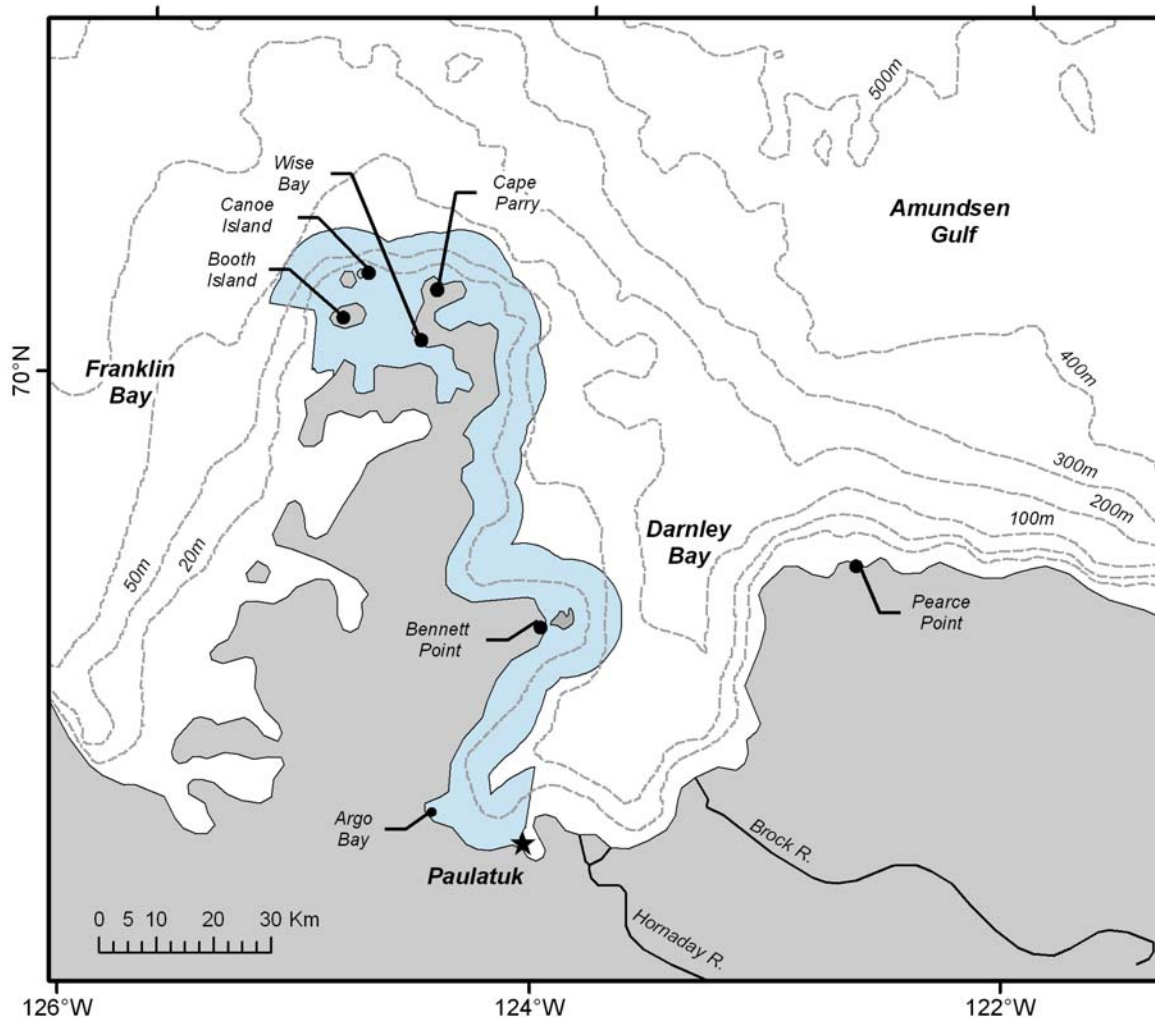 500m
Wise
Bay
Cape
Parry
Canoe
Island
Amundsen
Gulf
Booth
Island
70°N
Franklin
Bay
400m
300m
200m
100m
Darnley
Bay
50m
20m
Pearce
Point
Bennett
Point
Argo
Bay
Brock R.
Paulatuk
Hornaday R.
0 5 10 20 30 Km
126°W
124°W
122°W